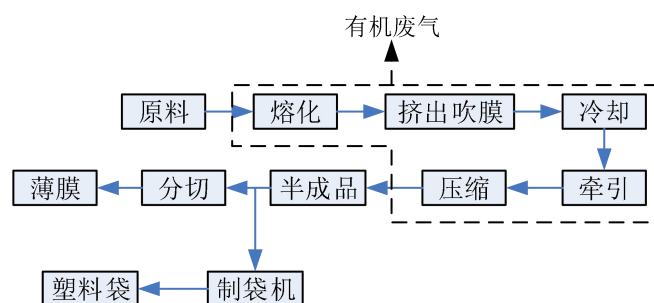 有机废气
原料
熔化
挤出吹膜
冷却
薄膜
分切
半成品
压缩
牵引
塑料袋
制袋机